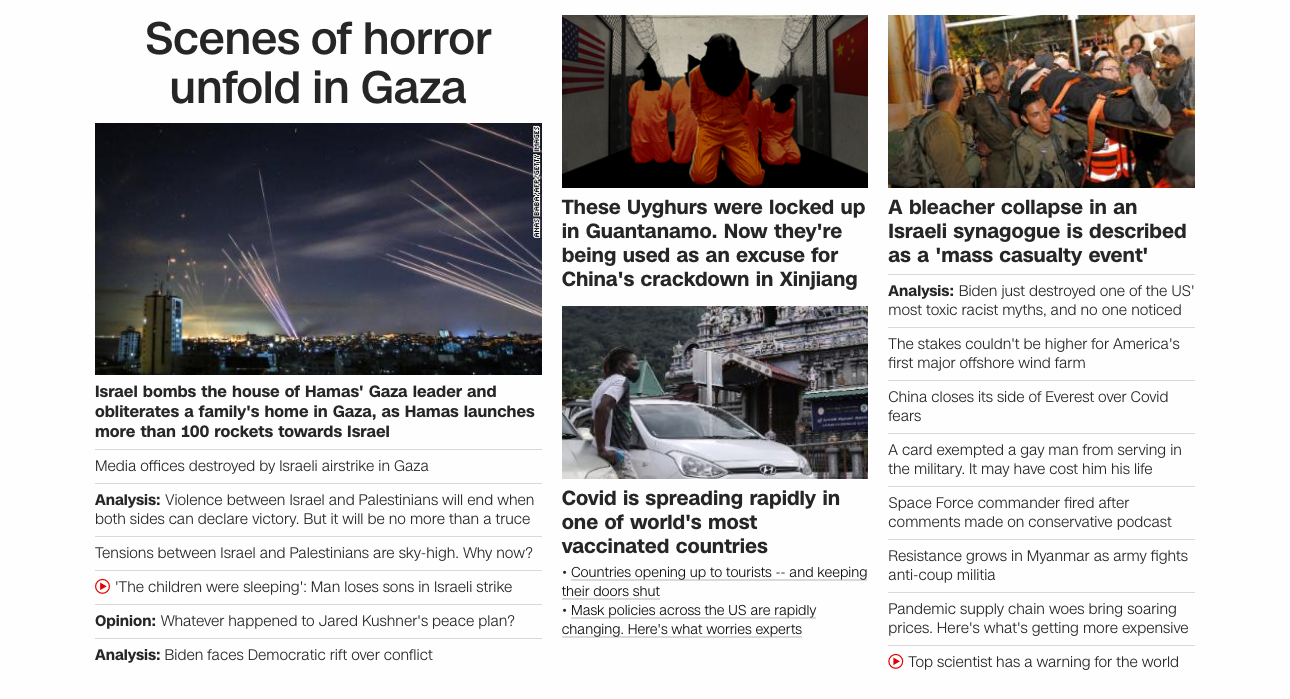 Scenes of horror
unfold in Gaza
ANAS BABA/AFP/GETTY IMAGES
Israel bombs the house of Hamas' Gaza leader and
obliterates a family's home in Gaza, as Hamas launches
more than 100 rockets towards Israel
Media offices destroyed by Israeli airstrike in Gaza
Analysis: Violence between Israel and Palestinians will end when
both sides can declare victory. But it will be no more than a truce
Tensions between Israel and Palestinians are sky-high. Why now?
'The children were sleeping': Man loses sons in Israeli strike
Opinion: Whatever happened to Jared Kushner's peace plan?
Analysis: Biden faces Democratic rift over conflict
These Uyghurs were locked up
in Guantanamo. Now they're
being used as an excuse for
China's crackdown in Xinjiang
Covid is spreading rapidly in
one of world's most
vaccinated countries
• Countries opening up to tourists -- and keeping
their doors shut
• Mask policies across the US are rapidly
changing. Here's what worries experts
A bleacher collapse in an
Israeli synagogue is described
as a 'mass casualty event'
Analysis: Biden just destroyed one of the US'
most toxic racist myths, and no one noticed
The stakes couldn't be higher for America's
first major offshore wind farm
China closes its side of Everest over Covid
fears
A card exempted a gay man from serving in
the military. It may have cost him his life
Space Force commander fired after
comments made on conservative podcast
Resistance grows in Myanmar as army fights
anti-coup militia
Pandemic supply chain woes bring soaring
prices. Here's what's getting more expensive
Top scientist has a warning for the world